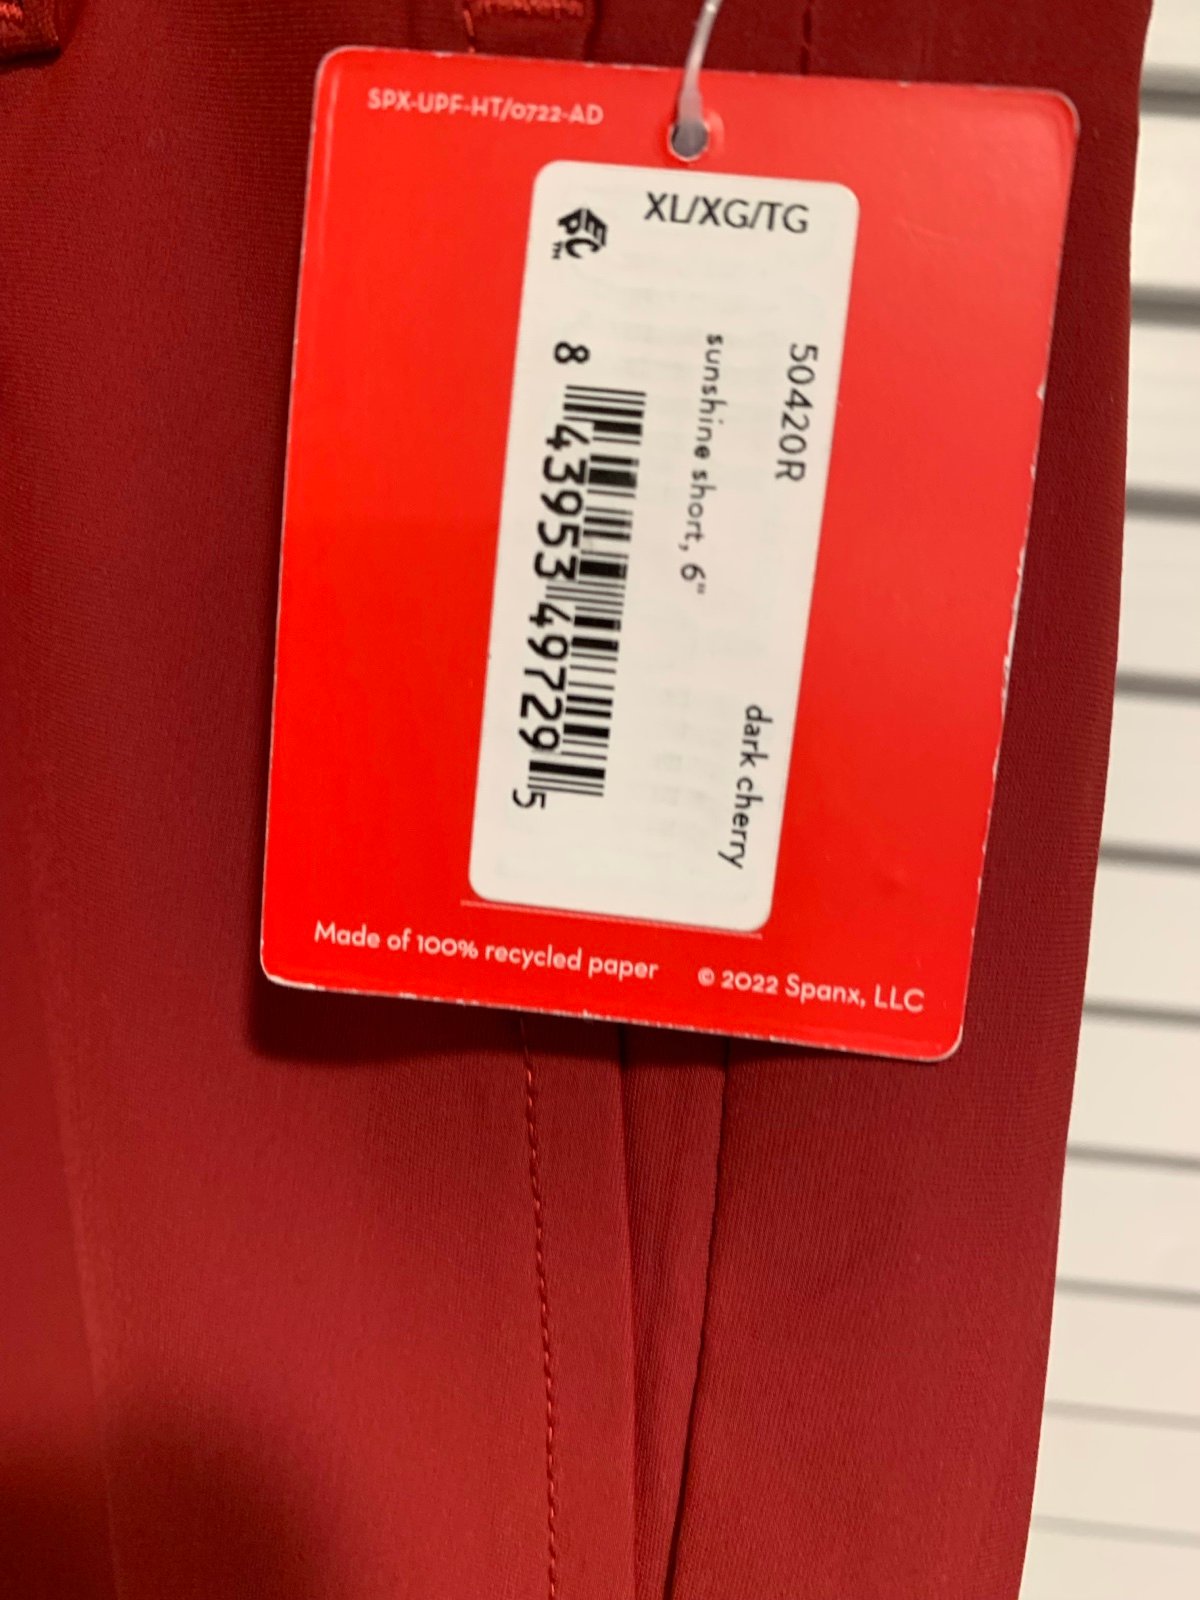 SPX-UPF-HT/0722-AD
XL/XG/TG
EPC™
50420R
sunshine short, 6"
dark cherry
8 43953 49729 5
Made of 100% recycled paper
© 2022 Spanx, LLC